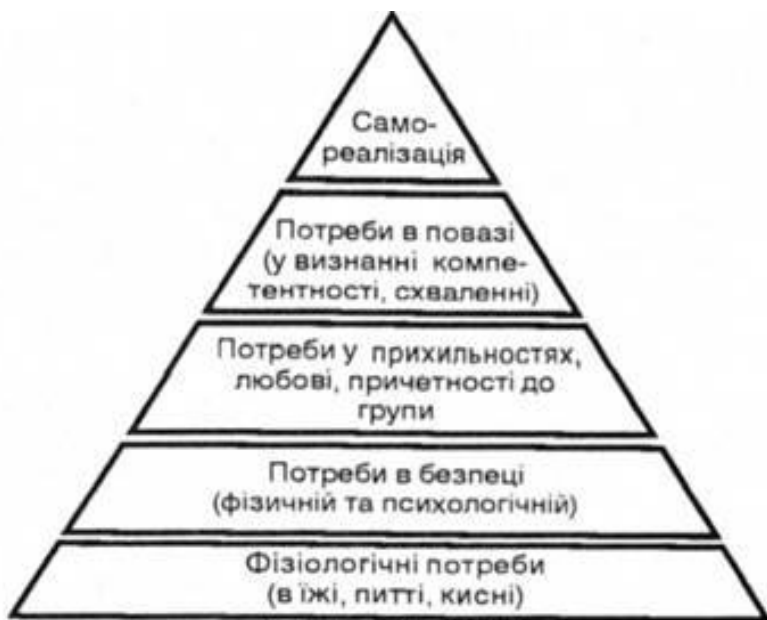 Само-
реалізація
Потреби в повазі
(у визнанні компе-
тентності, схваленні)
Потреби у прихильностях,
любові, причетності до
групи
Потреби в безпеці
(фізичній та психологічній)
Фізіологічні потреби
(в їжі, питті, кисні)